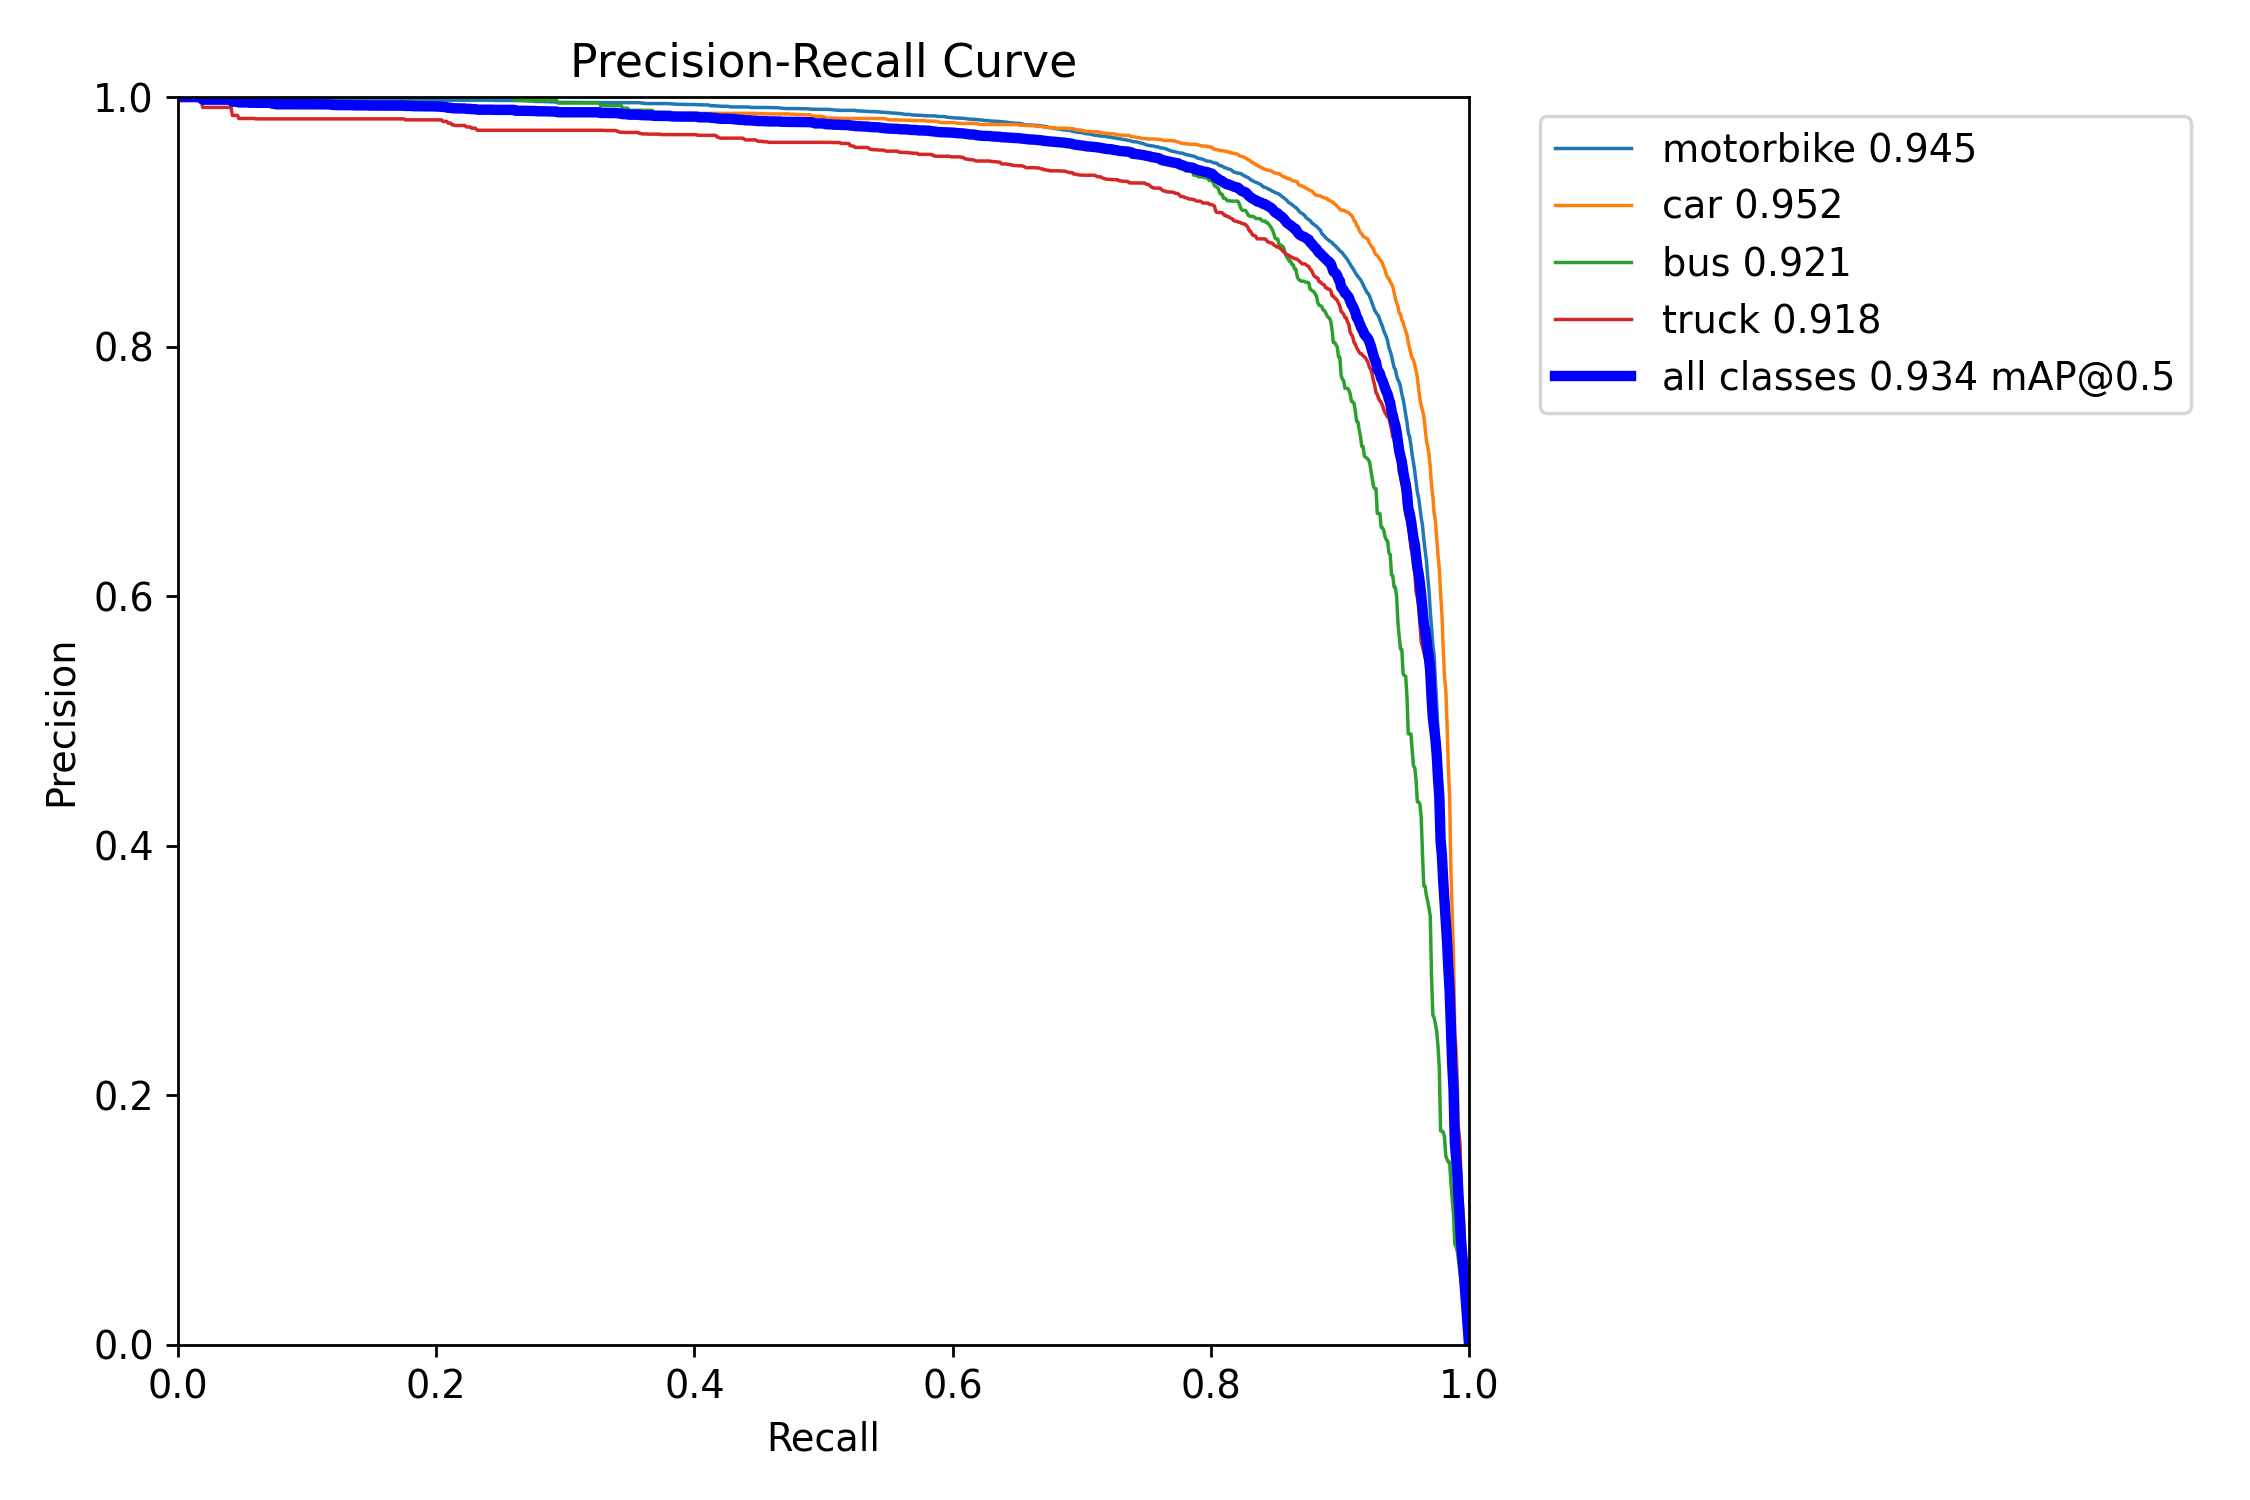 Precision-Recall Curve
1.0
0.8
0.6
0.4
0.2
0.0
Precision
0.0 0.2 0.4 0.6 0.8 1.0
Recall
motorbike 0.945
car 0.952
bus 0.921
truck 0.918
all classes 0.934 mAP@0.5